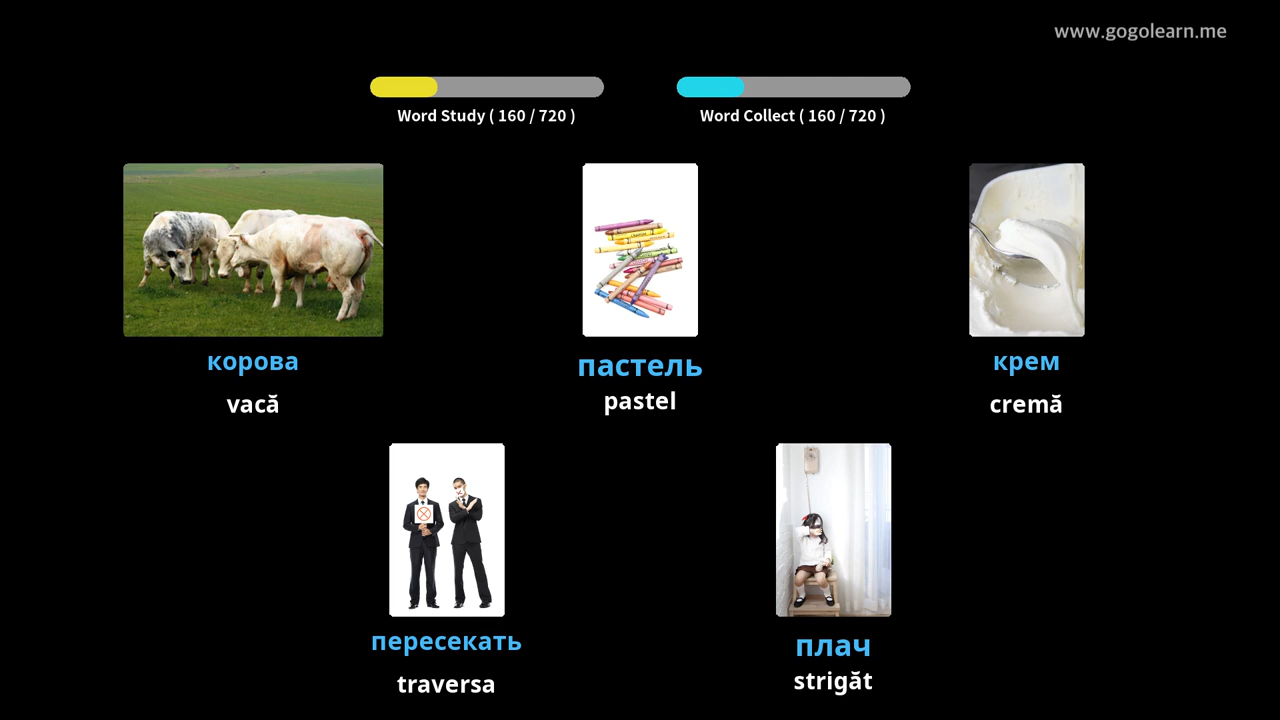 www.gogolearn.me
Word Study ( 160 / 720 )
Word Collect ( 160 / 720 )
корова
vacă
пастель
pastel
крем
cremă
пересекать
traversa
плач
strigăt